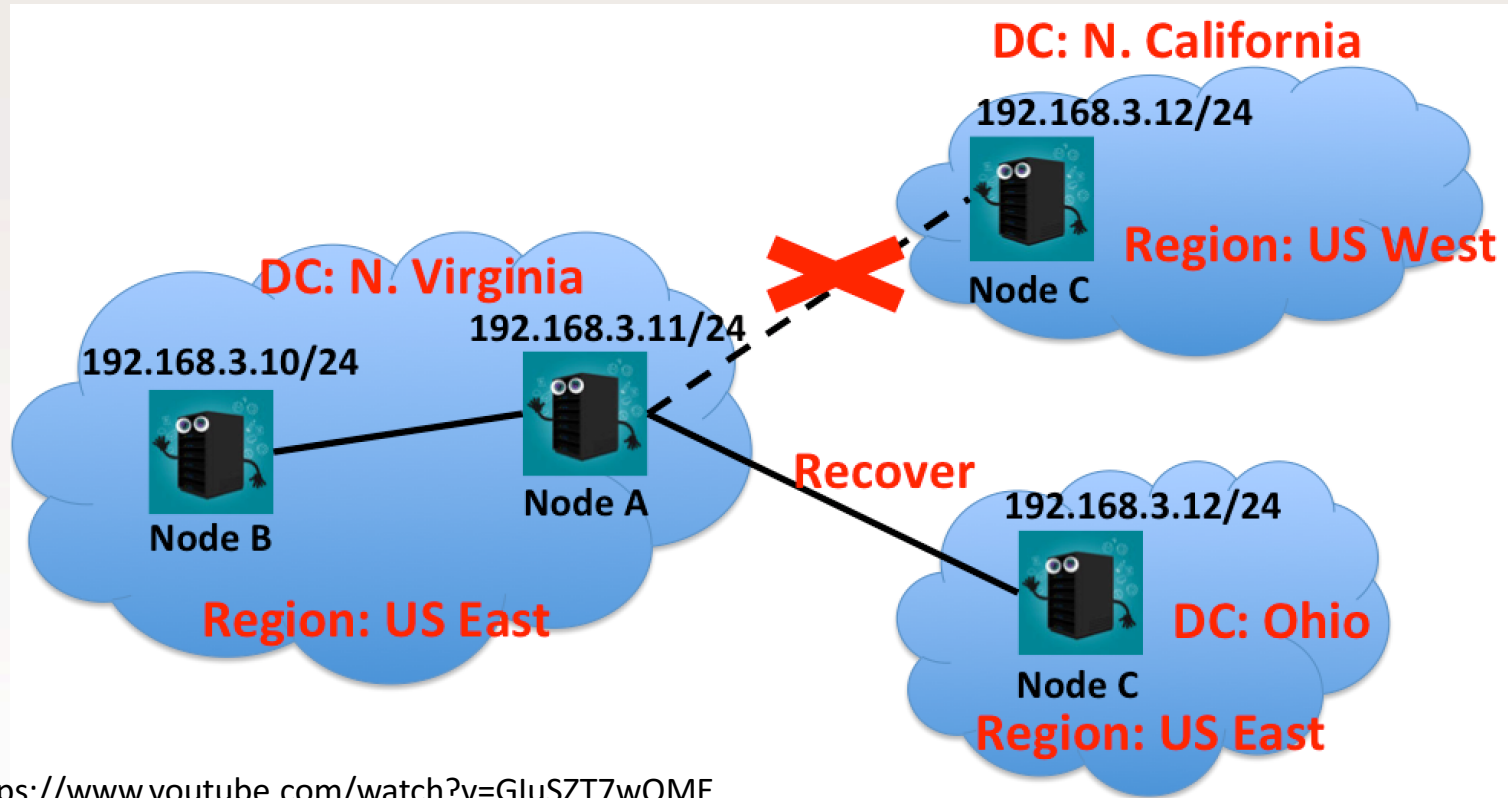 DC: N. California
192.168.3.12/24
Node C
Region: US West
DC: N. Virginia
192.168.3.11/24
192.168.3.10/24
Node A
Node B
Region: US East
Recover
192.168.3.12/24
DC: Ohio
Node C
Region: US East